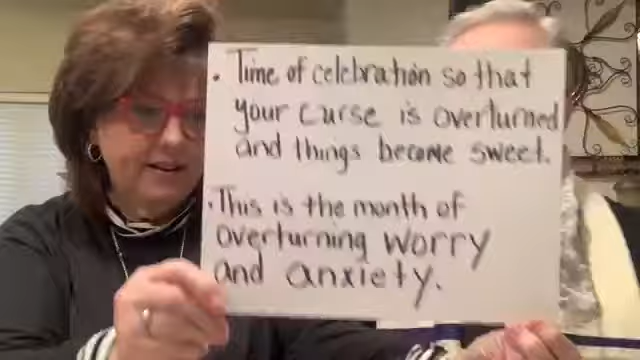 • Time of celebration so that
your curse is overturned
and things become sweet.
• This is the month of
overturning worry
and anxiety.